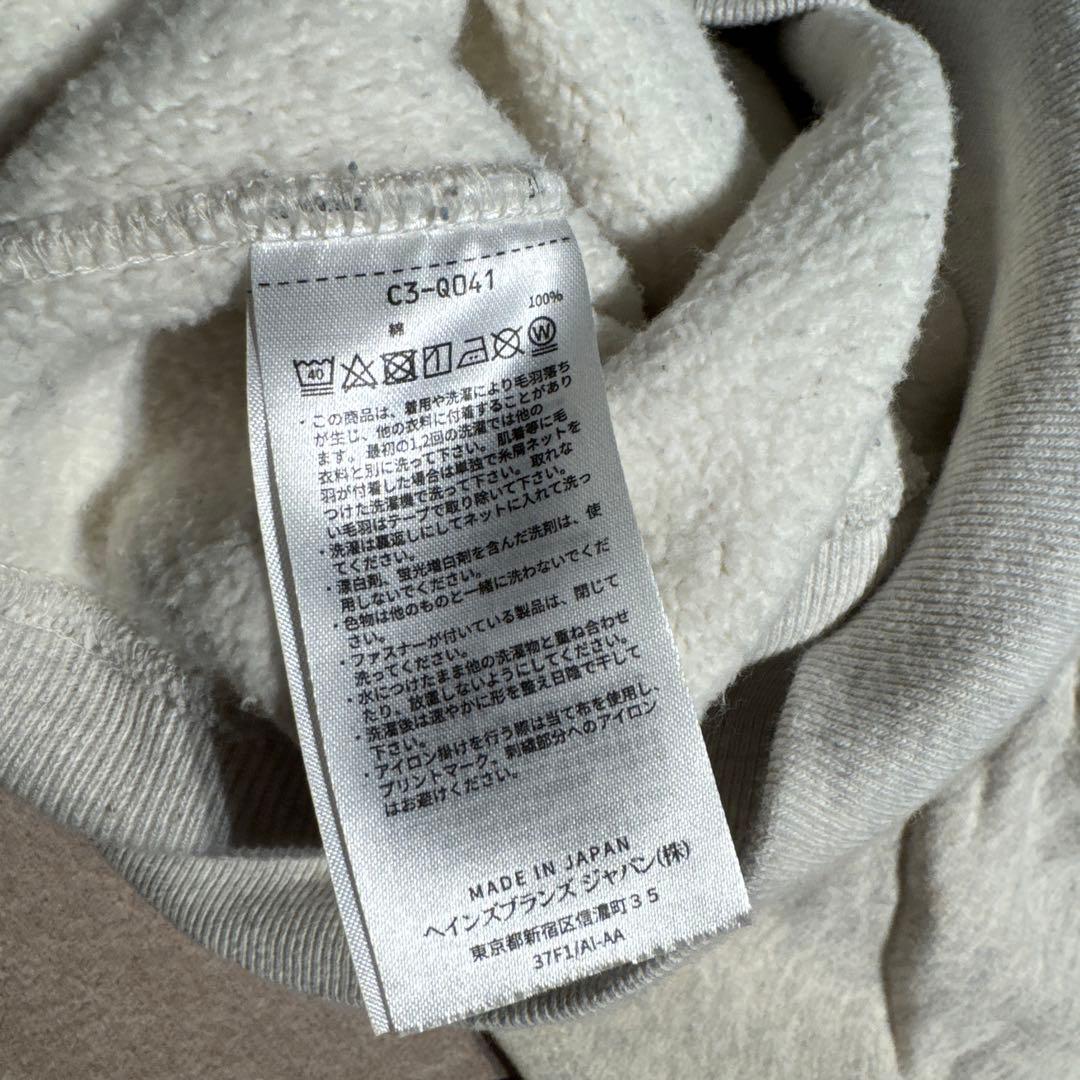 C3-Q041
綿 100%
40 W
・この商品は、着用や洗濯により毛羽落ち
が生じ、他の衣料に付着することがあり
ます。最初の1,2回の洗濯では他の
衣料と別に洗って下さい。肌着等に毛
羽が付着した場合は単独で糸屑ネットを
つけた洗濯機で洗って下さい。取れな
い毛羽はテープで取り除いて下さい。
・洗濯は裏返しにしてネットに入れて洗っ
てください。
・漂白剤、蛍光増白剤を含んだ洗剤は、使
用しないでください。
・色物は他のものと一緒に洗わないでくだ
さい。
・ファスナーが付いている製品は、閉じて
洗ってください。
・水につけたまま他の洗濯物と重ね合わせ
たり、放置しないようにしてください。
・洗濯後は速やかに形を整え日陰で干して
下さい。
・アイロン掛けを行う際は当て布を使用し、
プリントマーク、刺繍部分へのアイロン
はお避けください。
MADE IN JAPAN
ヘインズブランズ ジャパン(株)
東京都新宿区信濃町35
37F1/AI-AA